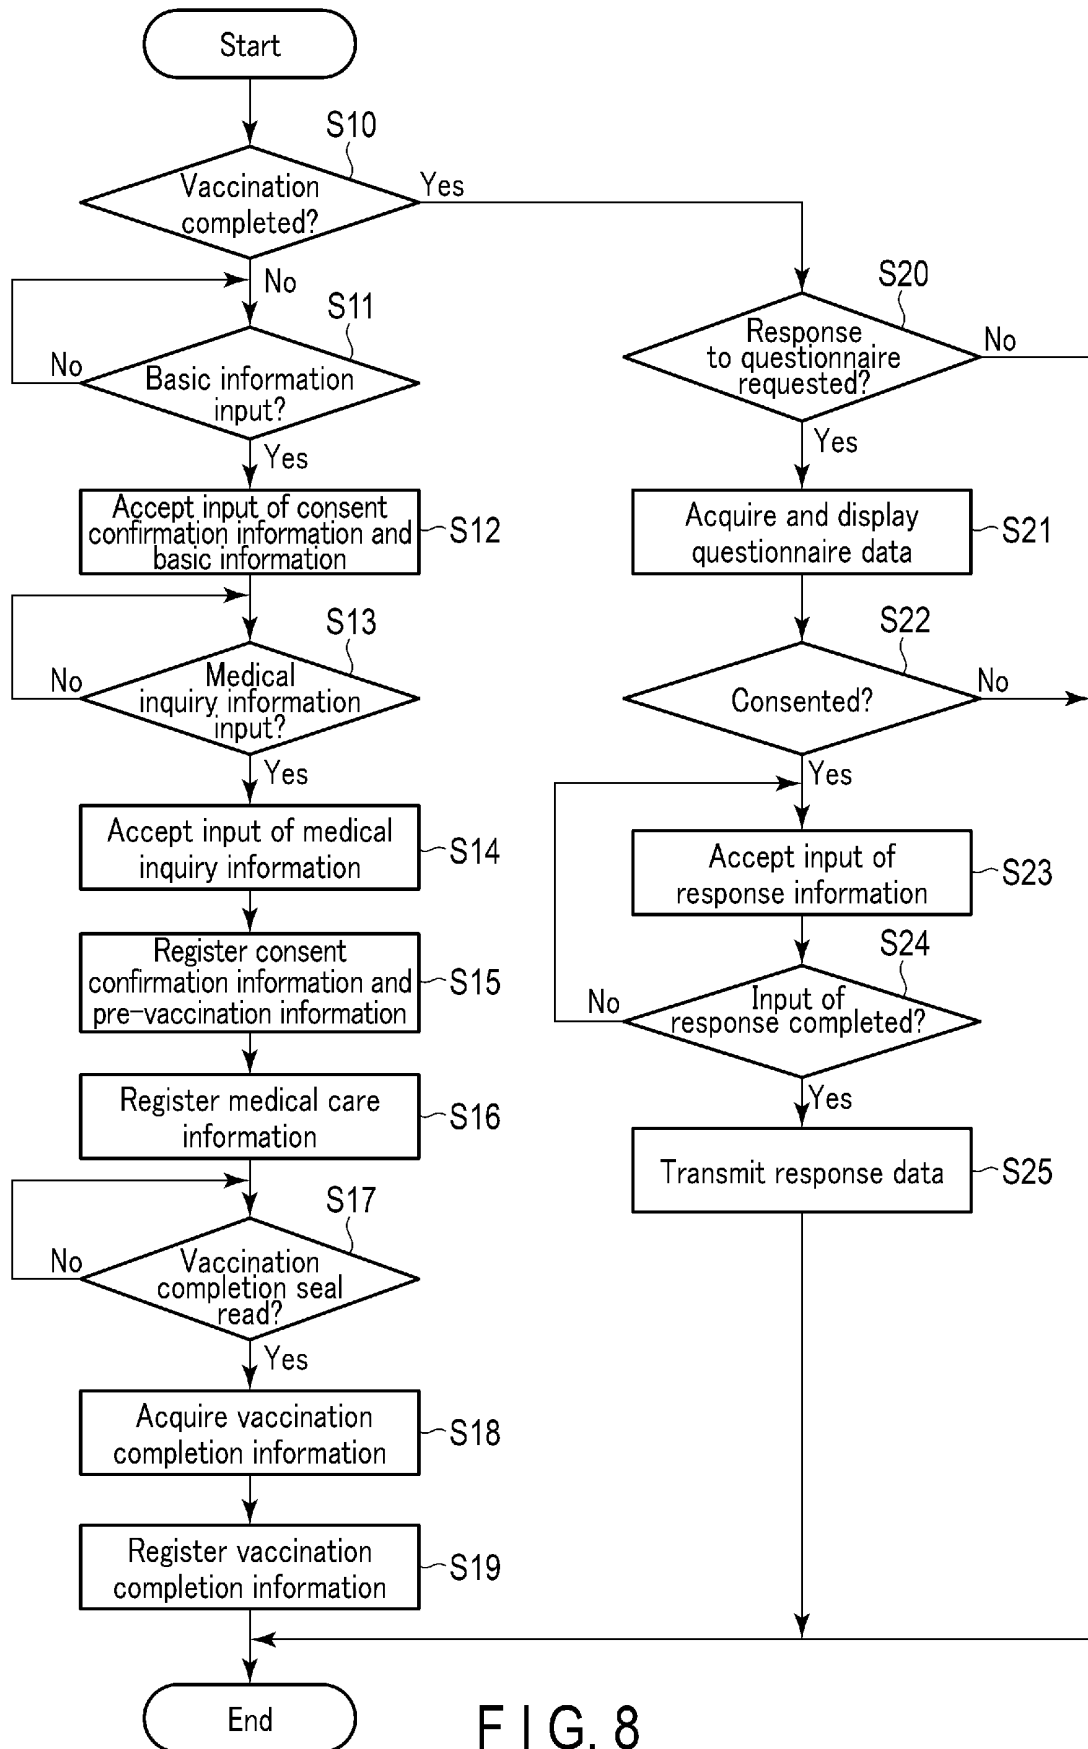 Start
S10
Vaccination
completed?
Yes
No
S11
Basic information
input?
No
Yes
Accept input of consent
confirmation information and
basic information
S12
S13
Medical
inquiry information
input?
No
Yes
Accept input of medical
inquiry information
S14
Register consent
confirmation information and
pre-vaccination information
S15
Register medical care
information
S16
S17
Vaccination
completion seal
read?
No
Yes
Acquire vaccination
completion information
S18
Register vaccination
completion information
S19
End
S20
Response
to questionnaire
requested?
No
Yes
Acquire and display
questionnaire data
S21
S22
Consented?
No
Yes
Accept input of
response information
S23
S24
Input of
response completed?
No
Yes
Transmit response data
S25
FIG. 8